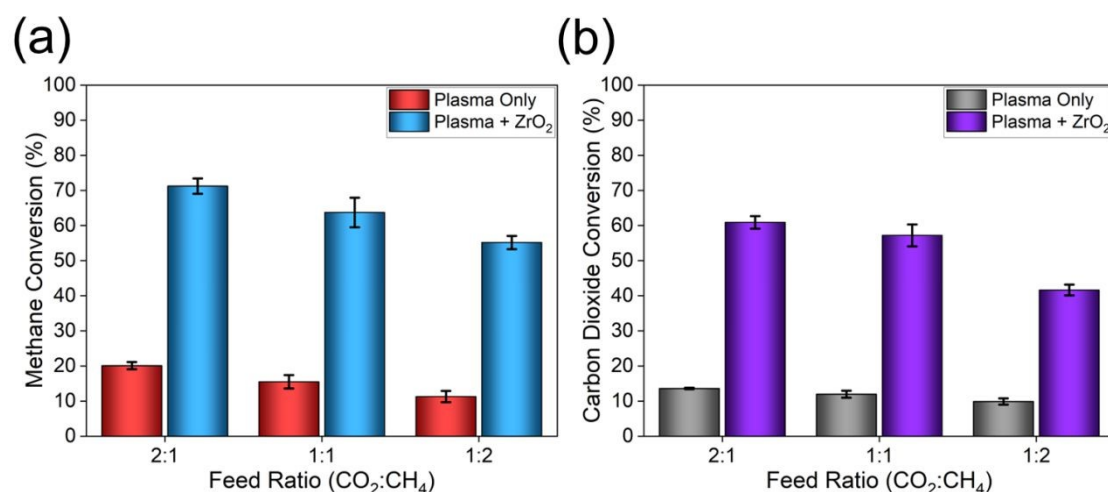 (a)
Methane Conversion (%)
100
90
80
70
60
50
40
30
20
10
0
Plasma Only
Plasma + ZrO₂
2:1
1:1
1:2
Feed Ratio (CO₂:CH₄)
(b)
Carbon Dioxide Conversion (%)
100
90
80
70
60
50
40
30
20
10
0
Plasma Only
Plasma + ZrO₂
2:1
1:1
1:2
Feed Ratio (CO₂:CH₄)